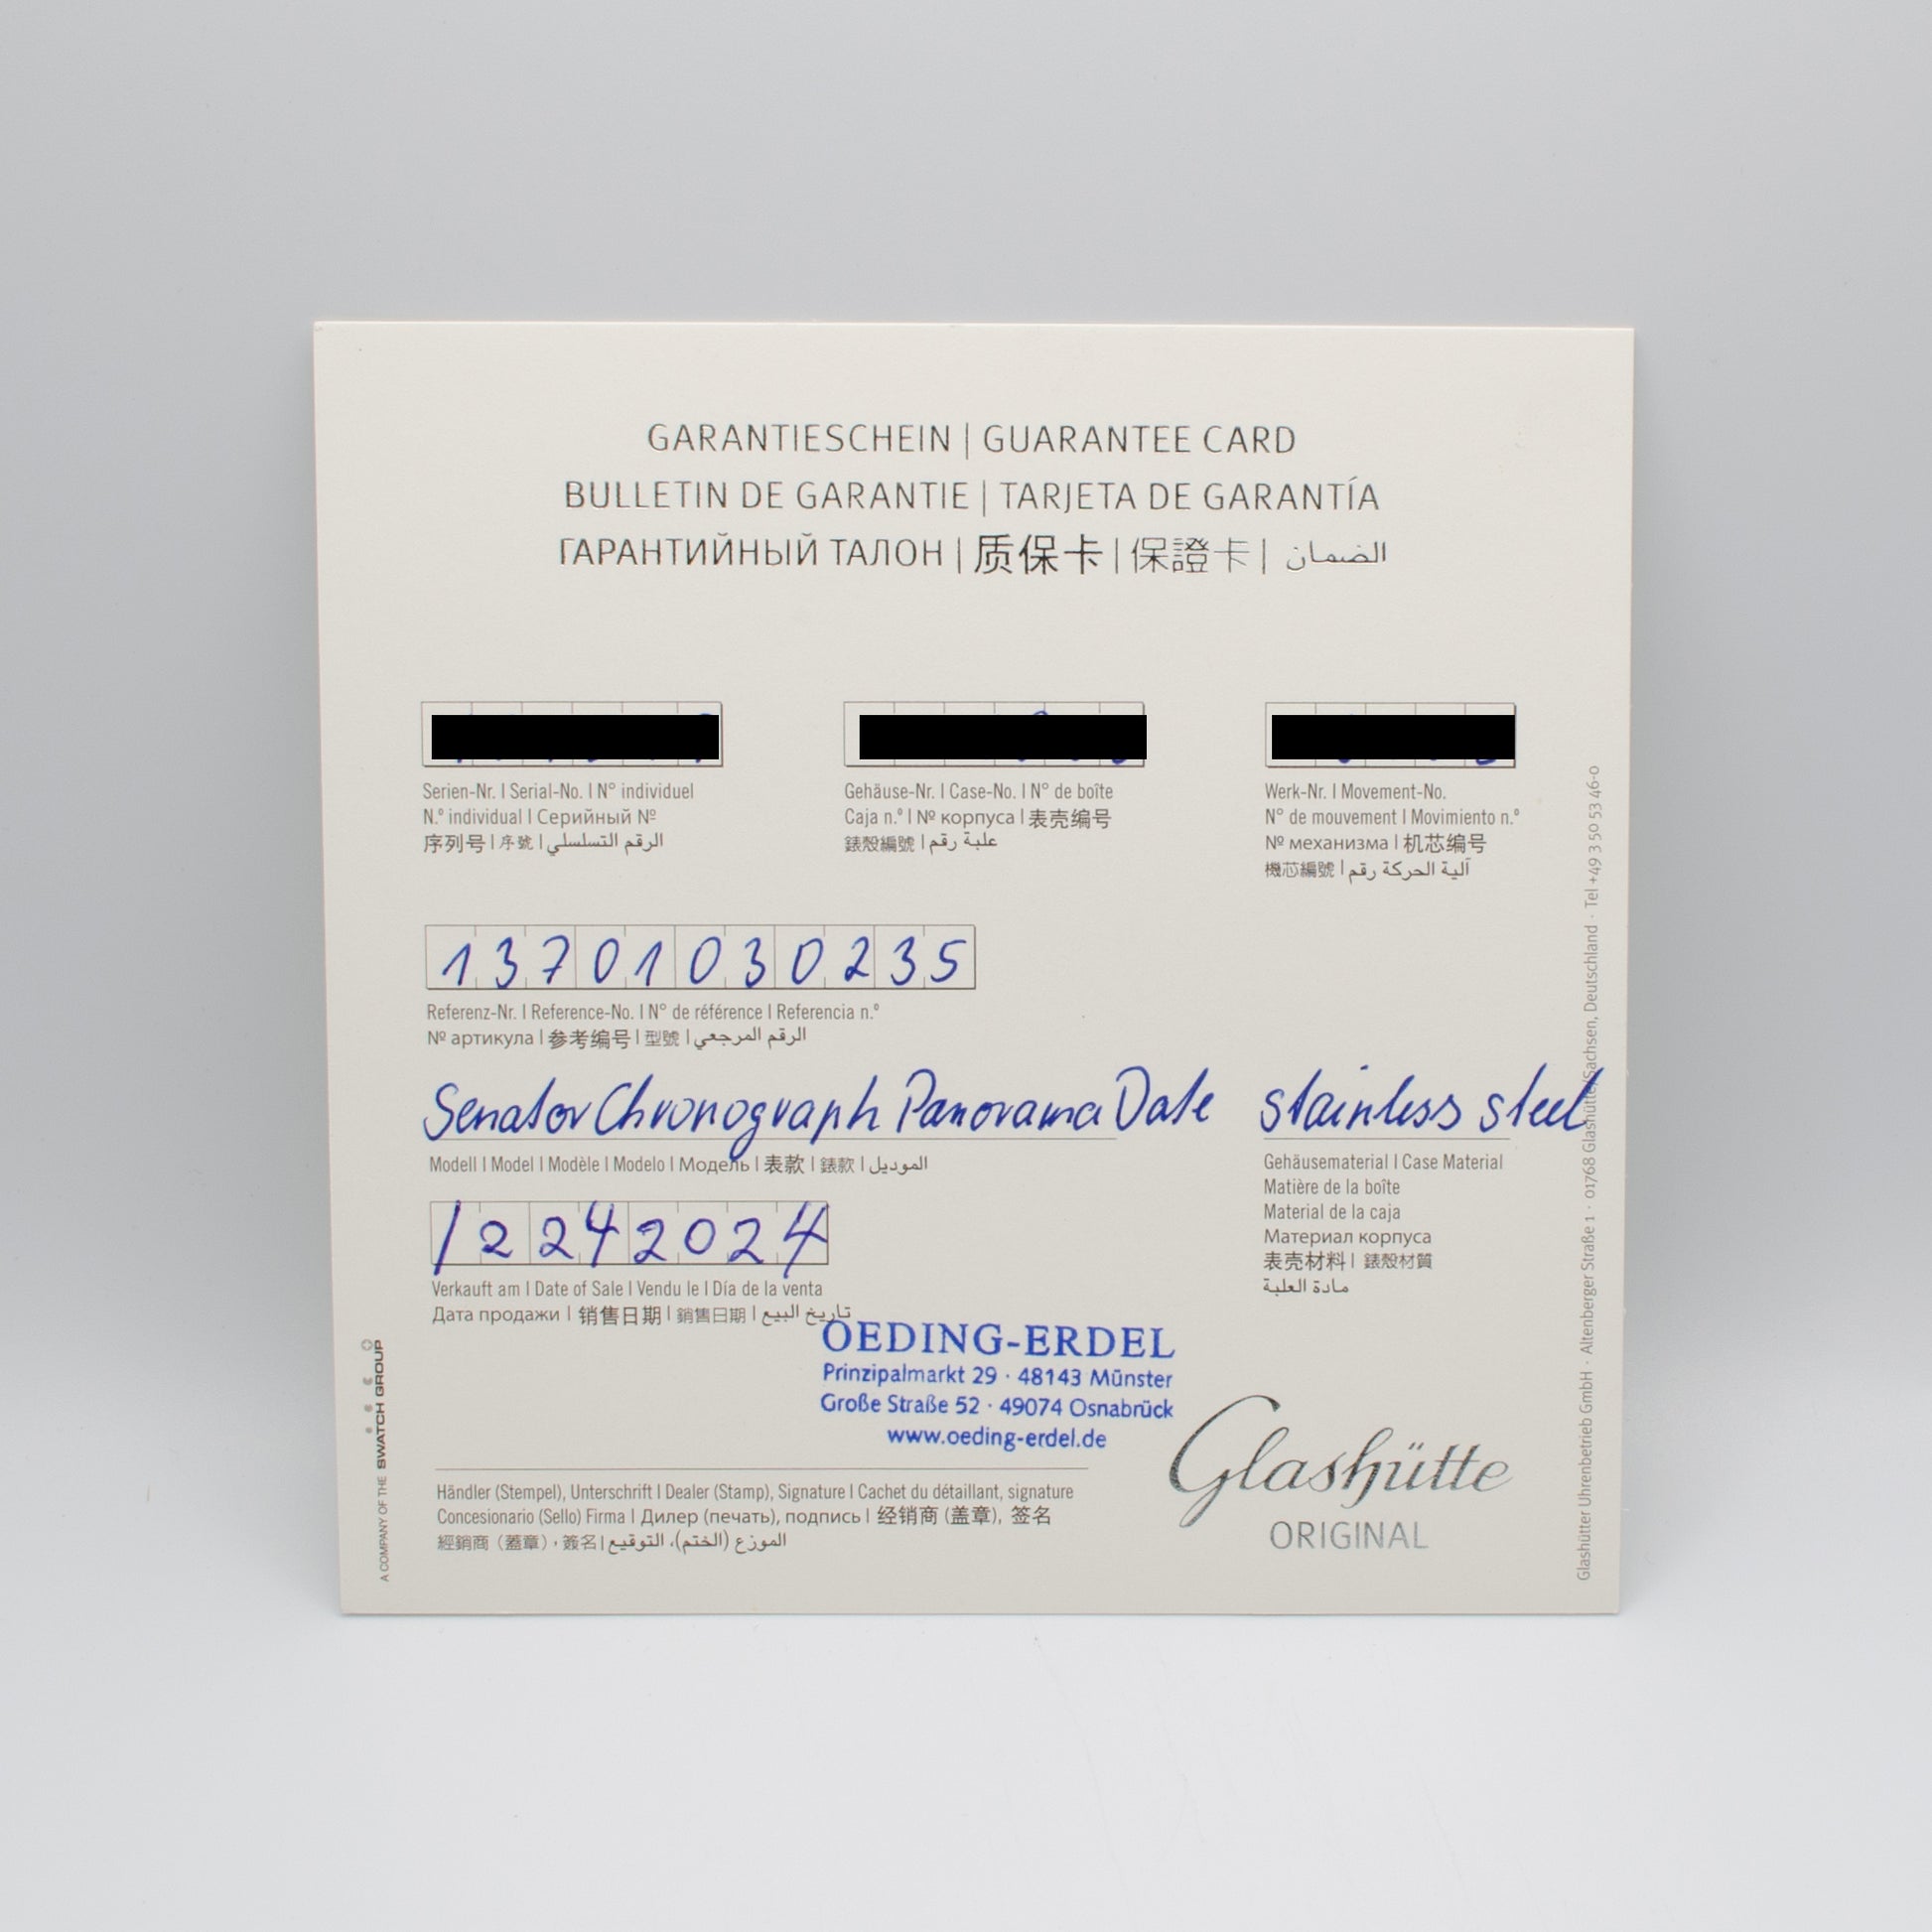 GARANTIESCHEIN | GUARANTEE CARD
BULLETIN DE GARANTIE | TARJETA DE GARANTÍA
ГАРАНТИЙНЫЙ ТАЛОН | 质保卡 | 保證卡 | الضمان
Serien-Nr. I Serial-No. I N° individuel
N.º individual I Серийный №
序列号 | 序號 | الرقم التسلسلي
Gehäuse-Nr. I Case-No. I N° de boîte
Caja n.º I № корпуса | 表壳编号
錶殼編號 | علبة رقم
Werk-Nr. I Movement-No.
N° de mouvement I Movimiento n.º
№ механизма | 机芯编号
機芯編號 | آلية الحركة رقم
13701030235
Referenz-Nr. I Reference-No. I N° de référence I Referencia n.º
№ артикула | 参考编号 | 型號 | الرقم المرجعي
Senator Chronograph Panorama Date
Modell I Model I Modèle I Modelo I Модель | 表款 | 錶款 | الموديل
stainless steel
Gehäusematerial I Case Material
Matière de la boîte
Material de la caja
Материал корпуса
表壳材料 | 錶殼材質
مادة العلبة
12242024
Verkauft am I Date of Sale I Vendu le I Día de la venta
Дата продажи | 销售日期 | 銷售日期 | تاريخ البيع
OEDING-ERDEL
Prinzipalmarkt 29 · 48143 Münster
Große Straße 52 · 49074 Osnabrück
www.oeding-erdel.de
Händler (Stempel), Unterschrift I Dealer (Stamp), Signature I Cachet du détaillant, signature
Concesionario (Sello) Firma I Дилер (печать), подпись I 经销商 (盖章), 签名
經銷商 (蓋章)，簽名 | الموزع (الختم)، التوقيع
Glashütte
ORIGINAL
A COMPANY OF THE SWATCH GROUP
Glashütter Uhrenbetrieb GmbH · Altenberger Straße 1 · 01768 Glashütte/Sachsen, Deutschland · Tel +49 3 50 53 46-0